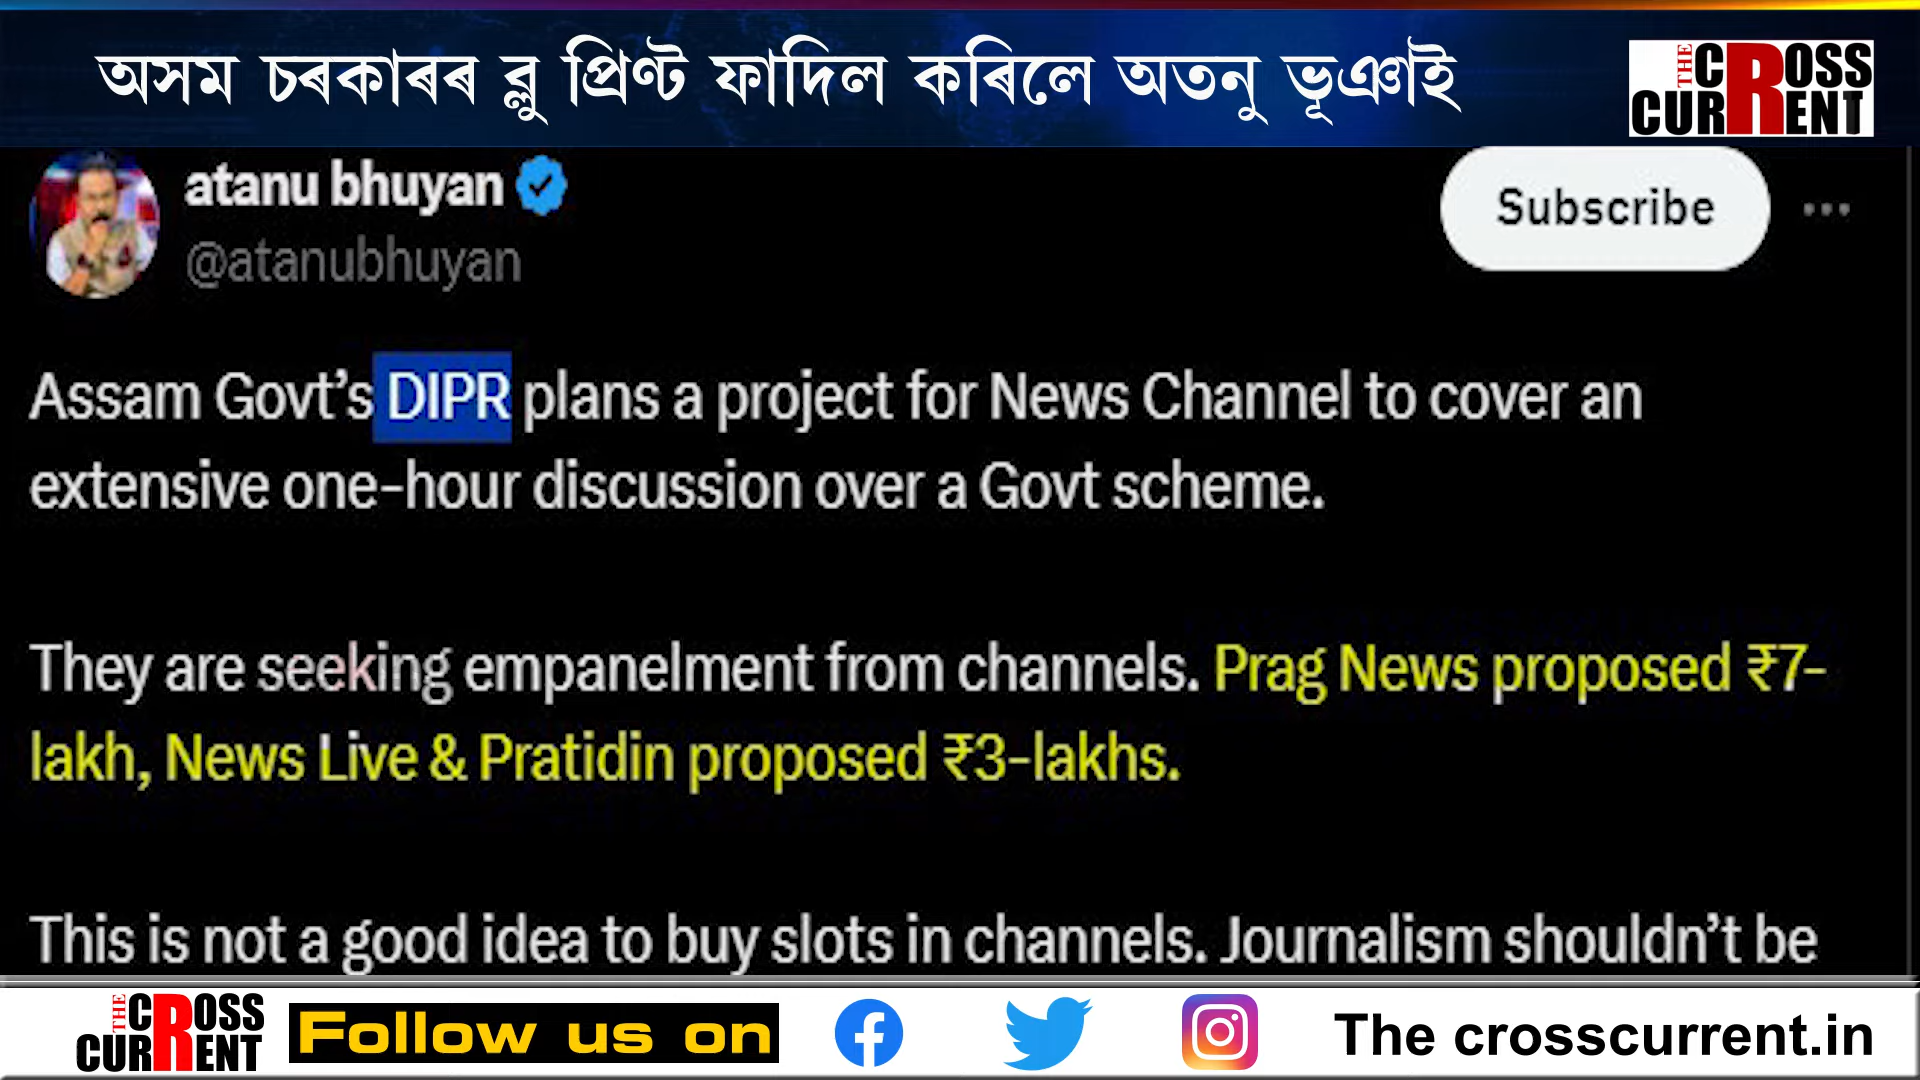 অসম চৰকাৰৰ ব্লু প্ৰিণ্ট ফাদিল কৰিলে অতনু ভূঞাই
THE CROSS
CURRENT
atanu bhuyan
@atanubhuyan
Subscribe
Assam Govt’s DIPR plans a project for News Channel to cover an
extensive one-hour discussion over a Govt scheme.
They are seeking empanelment from channels. Prag News proposed ₹7-
lakh, News Live & Pratidin proposed ₹3-lakhs.
This is not a good idea to buy slots in channels. Journalism shouldn’t be
THE CROSS
CURRENT
Follow us on
The crosscurrent.in